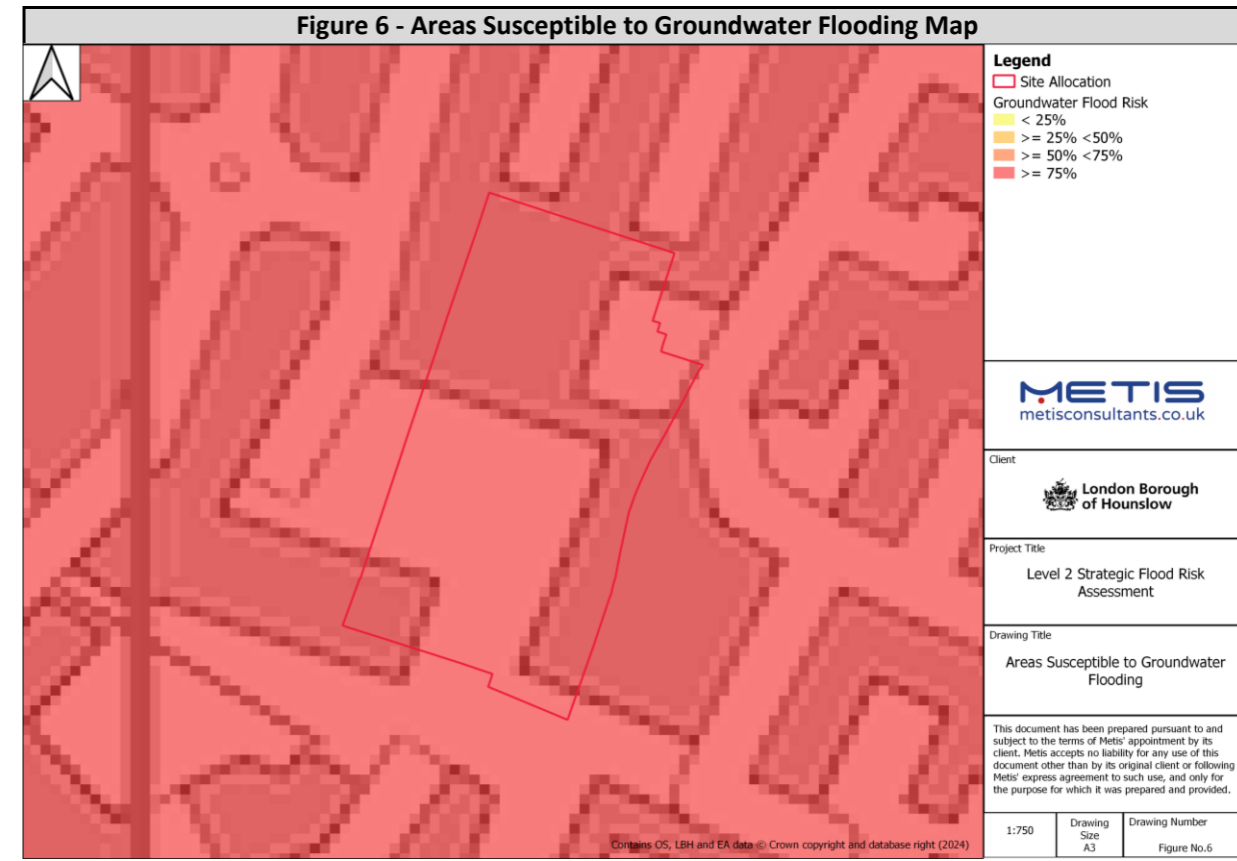 Figure 6 - Areas Susceptible to Groundwater Flooding Map
Legend
Site Allocation
Groundwater Flood Risk
< 25%
>= 25% <50%
>= 50% <75%
>= 75%
METIS
metisconsultants.co.uk
Client
London Borough
of Hounslow
Project Title
Level 2 Strategic Flood Risk
Assessment
Drawing Title
Areas Susceptible to Groundwater
Flooding
This document has been prepared pursuant to and
subject to the terms of Metis' appointment by its
client. Metis accepts no liability for any use of this
document other than by its original client or following
Metis' express agreement to such use, and only for
the purpose for which it was prepared and provided.
1:750
Drawing
Size
A3
Drawing Number
Figure No.6
Contains OS, LBH and EA data © Crown copyright and database right (2024)